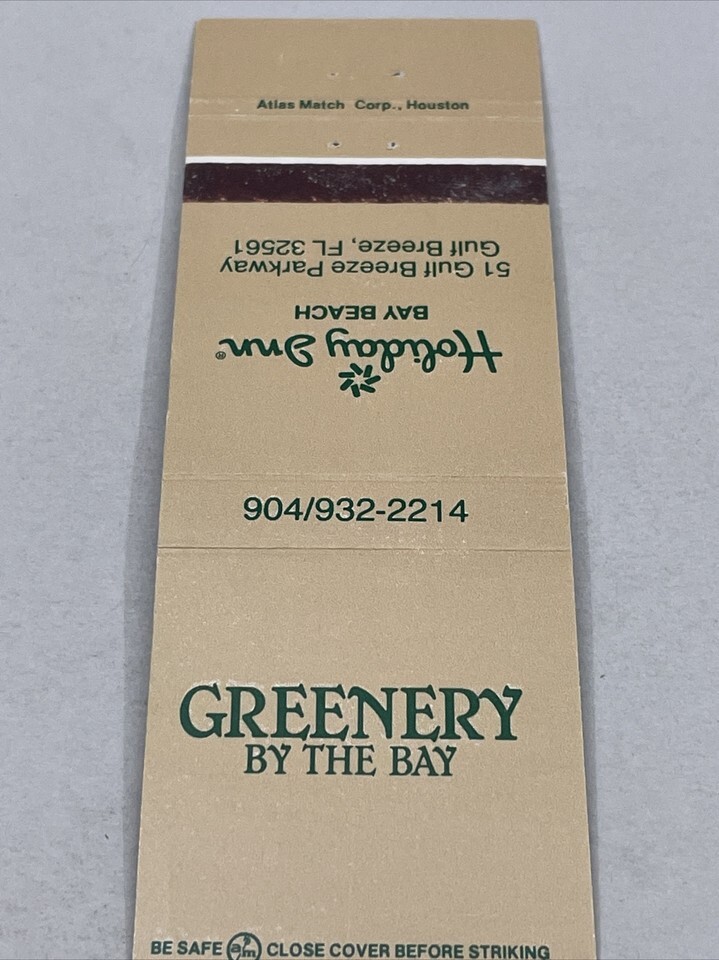 Atlas Match Corp., Houston
Holiday Inn®
BAY BEACH
51 Gulf Breeze Parkway
Gulf Breeze, FL 32561
904/932-2214
GREENERY
BY THE BAY
BE SAFE am CLOSE COVER BEFORE STRIKING